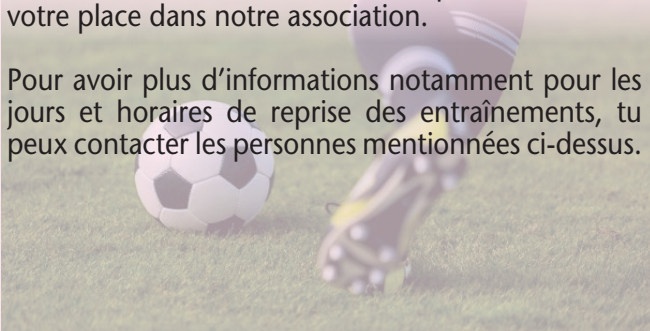 votre place dans notre association.
Pour avoir plus d’informations notamment pour les
jours et horaires de reprise des entraînements, tu
peux contacter les personnes mentionnées ci-dessus.